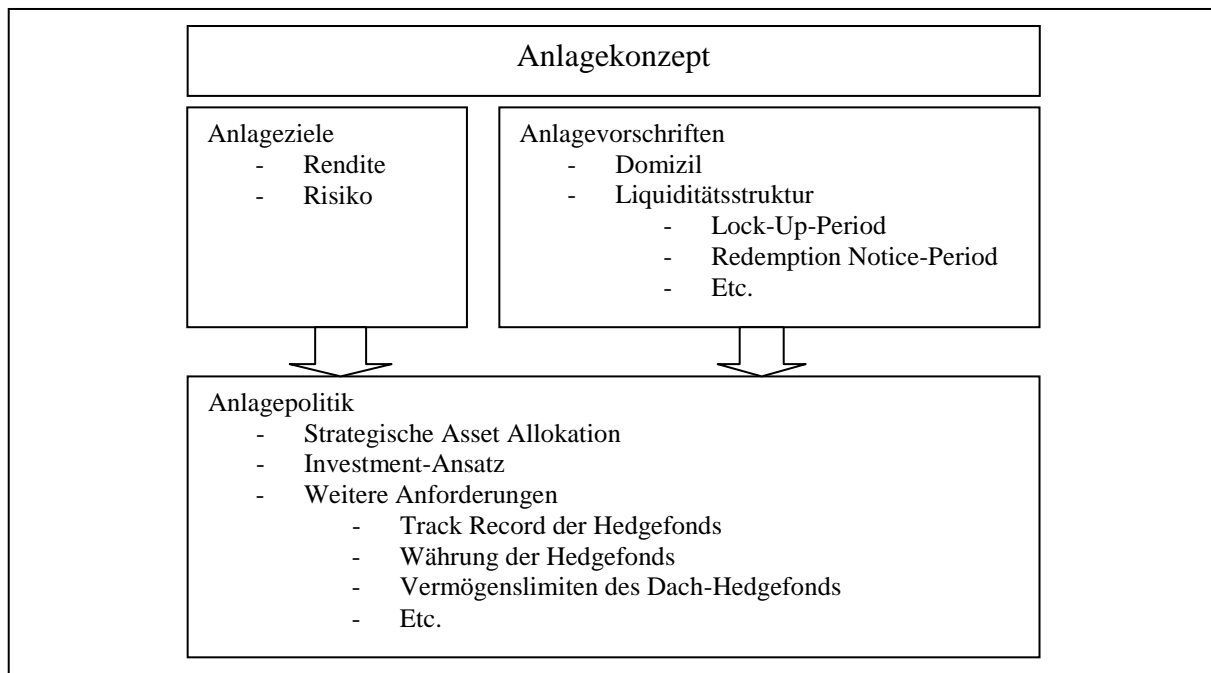 Anlagekonzept
Anlageziele
- Rendite
- Risiko
Anlagevorschriften
- Domizil
- Liquiditätsstruktur
- Lock-Up-Period
- Redemption Notice-Period
- Etc.
Anlagepolitik
- Strategische Asset Allokation
- Investment-Ansatz
- Weitere Anforderungen
- Track Record der Hedgefonds
- Währung der Hedgefonds
- Vermögenslimiten des Dach-Hedgefonds
- Etc.